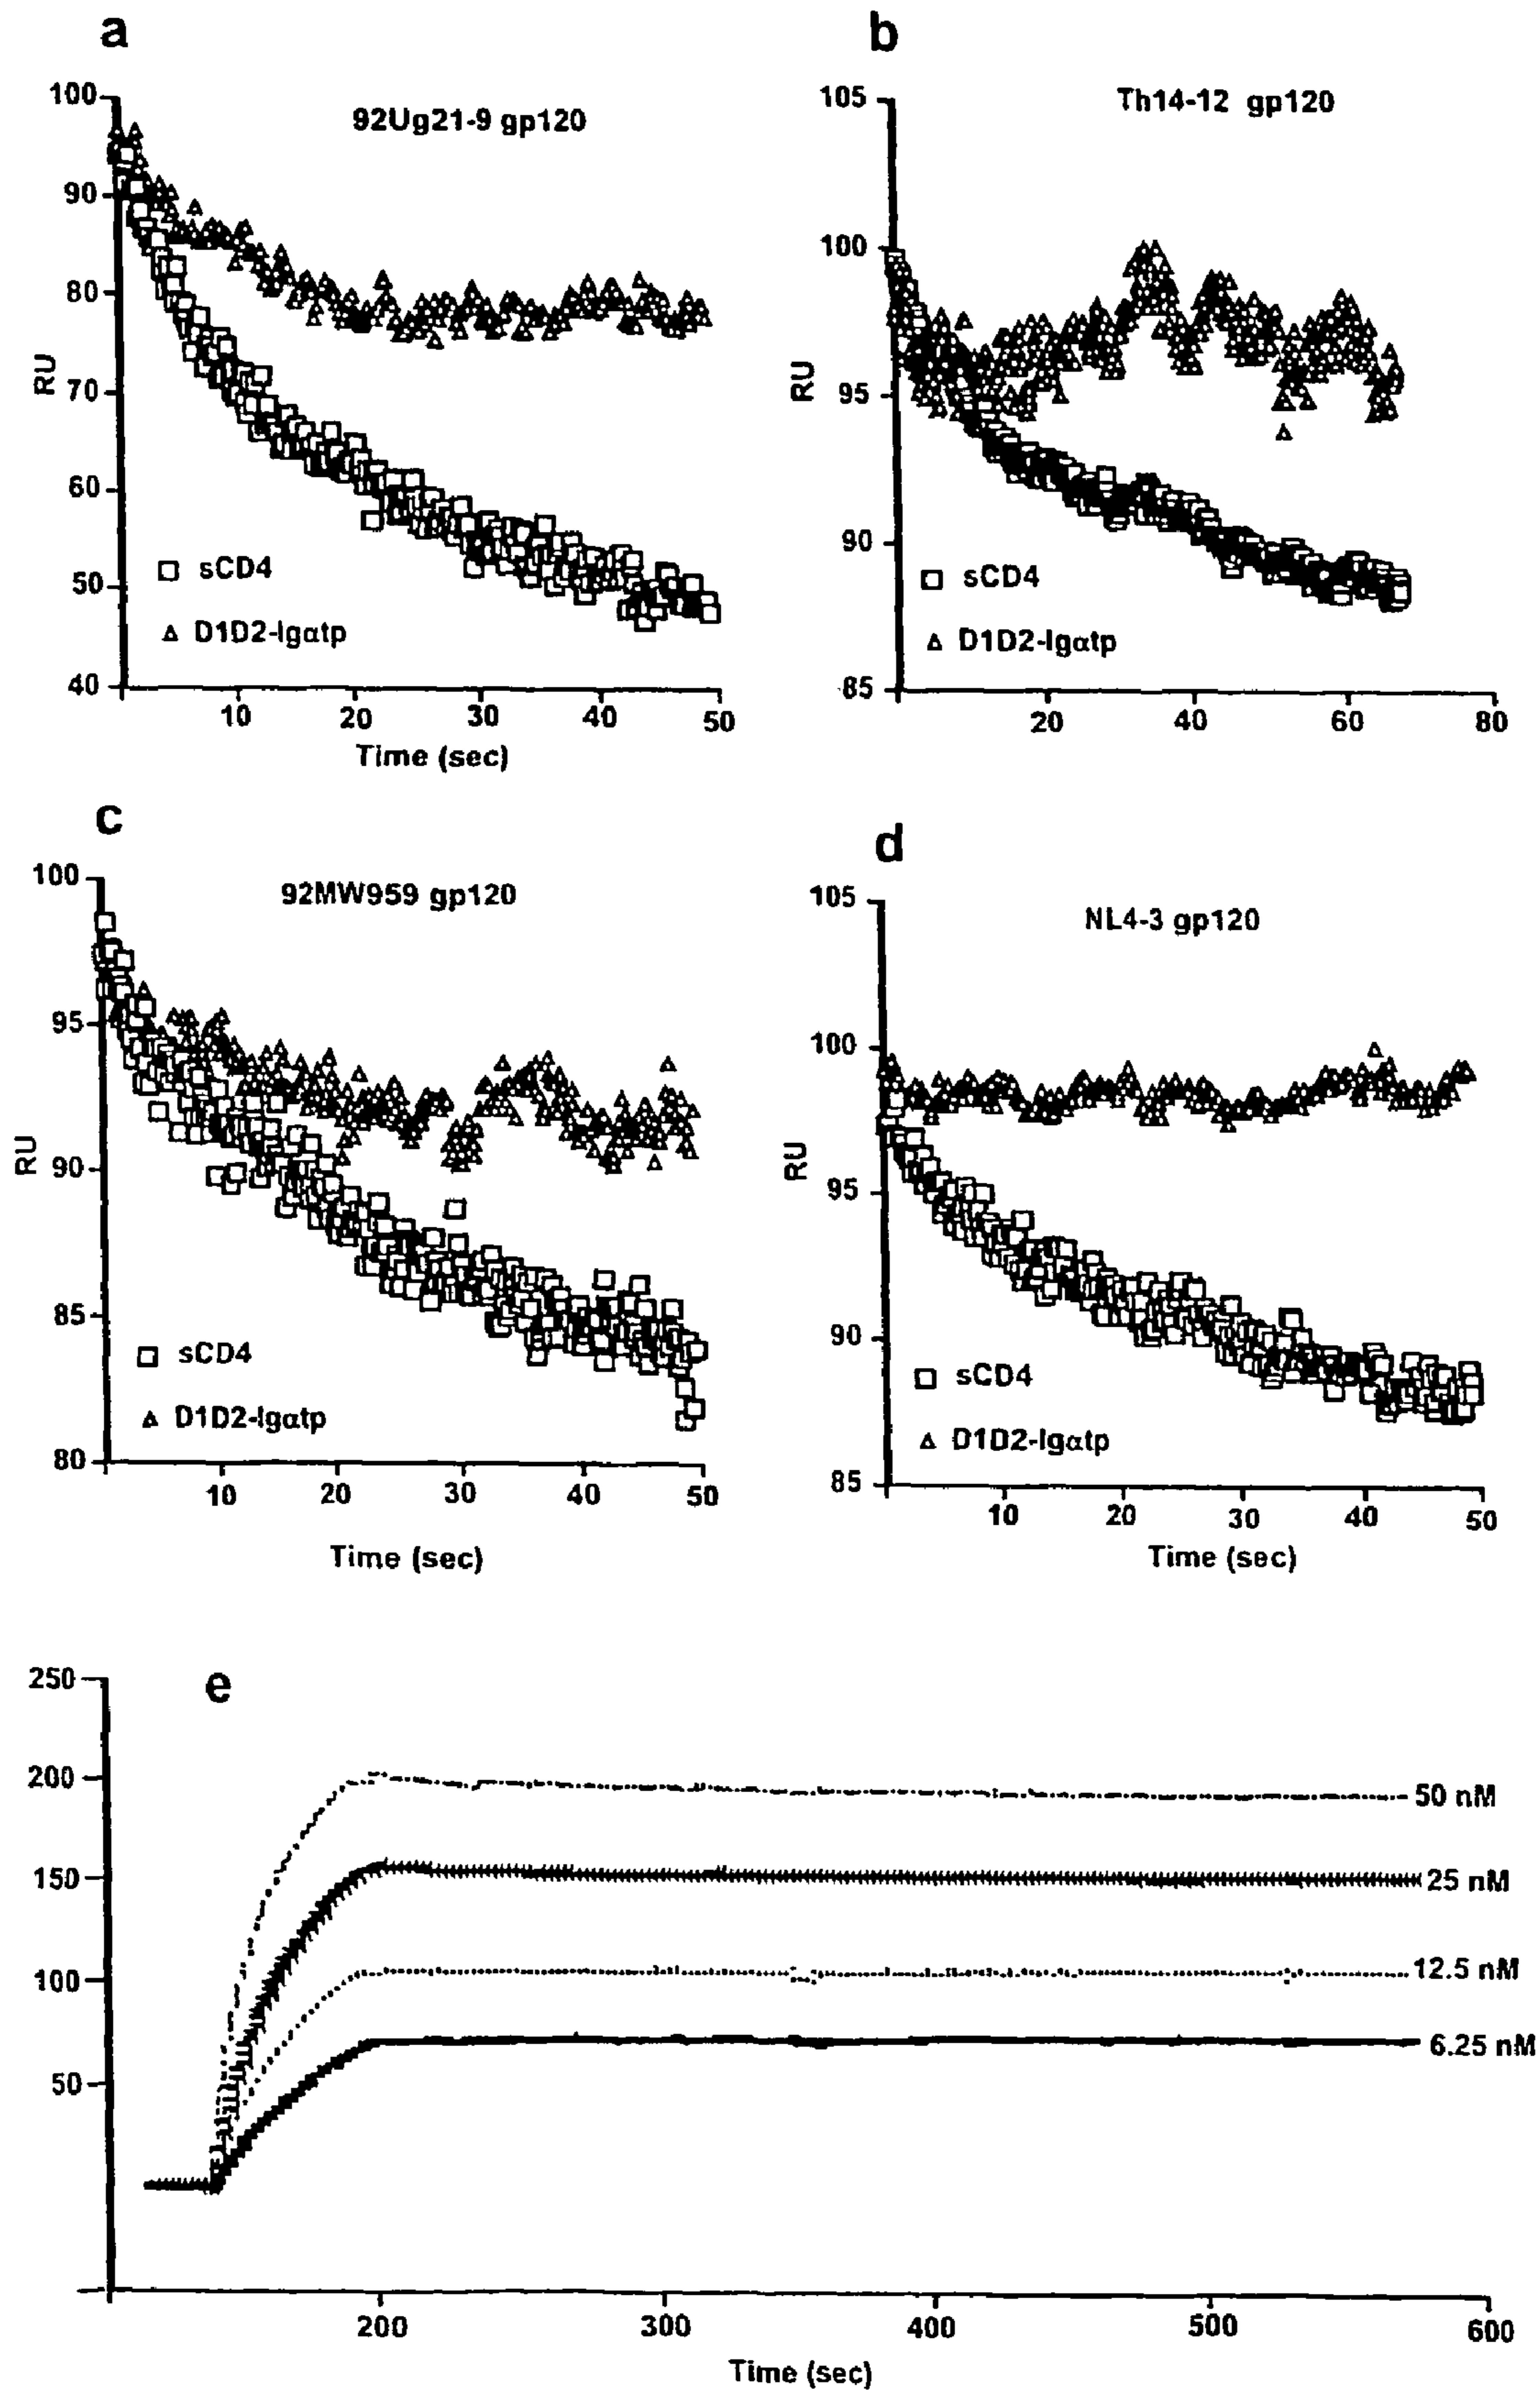 a
92Ug21-9 gp120
100
90
80
70
60
50
40
RU
sCD4
D1D2-Igαtp
10 20 30 40 50
Time (sec)
b
Th14-12 gp120
105
100
95
90
85
RU
sCD4
D1D2-Igαtp
20 40 60 80
c
92MW959 gp120
100
95
90
85
80
RU
sCD4
D1D2-Igαtp
10 20 30 40 50
Time (sec)
d
NL4-3 gp120
105
100
95
90
85
RU
sCD4
D1D2-Igαtp
10 20 30 40 50
Time (sec)
e
250
200
150
100
50
50 nM
25 nM
12.5 nM
6.25 nM
200 300 400 500 600
Time (sec)